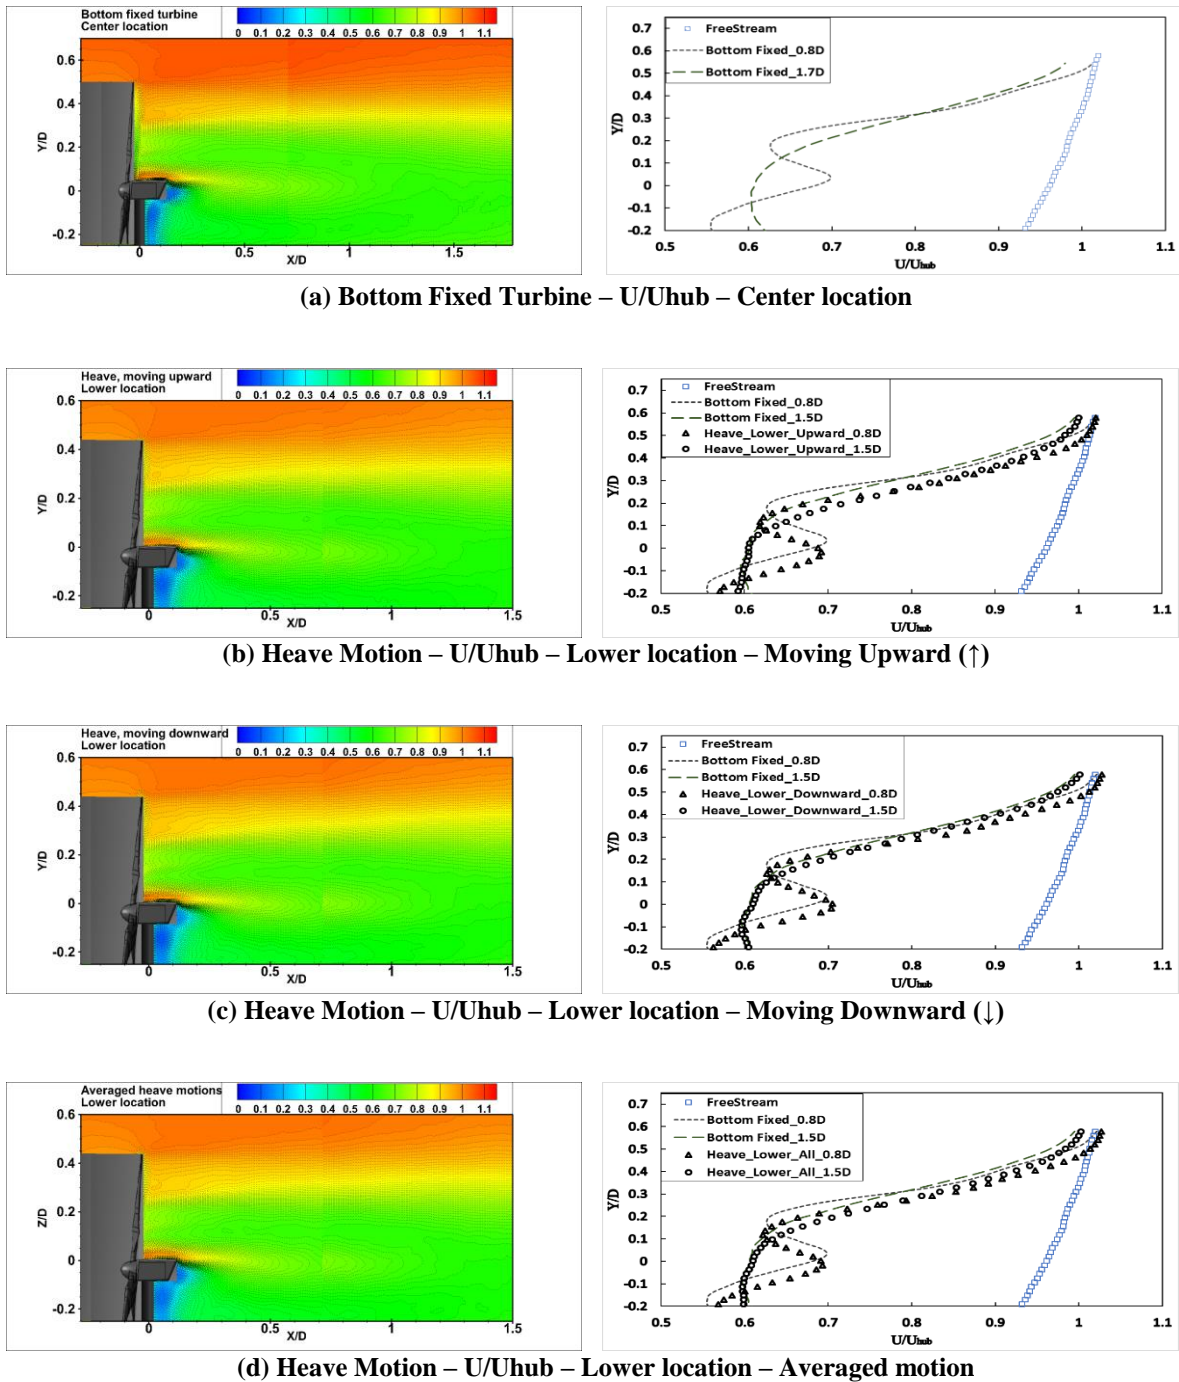 Bottom fixed turbine
Center location
0 0.1 0.2 0.3 0.4 0.5 0.6 0.7 0.8 0.9 1 1.1
0.6
0.4
0.2
0
-0.2
Y/D
0 0.5 1 1.5
X/D
FreeStream
Bottom Fixed_0.8D
Bottom Fixed_1.7D
0.7
0.6
0.5
0.4
0.3
0.2
0.1
0
-0.1
-0.2
Y/D
0.5 0.6 0.7 0.8 0.9 1 1.1
U/Uhub
(a) Bottom Fixed Turbine – U/Uhub – Center location
Heave, moving upward
Lower location
0 0.1 0.2 0.3 0.4 0.5 0.6 0.7 0.8 0.9 1 1.1
0.6
0.4
0.2
0
-0.2
Y/D
0 0.5 1 1.5
X/D
FreeStream
Bottom Fixed_0.8D
Bottom Fixed_1.5D
Heave_Lower_Upward_0.8D
Heave_Lower_Upward_1.5D
0.7
0.6
0.5
0.4
0.3
0.2
0.1
0
-0.1
-0.2
Y/D
0.5 0.6 0.7 0.8 0.9 1 1.1
U/Uhub
(b) Heave Motion – U/Uhub – Lower location – Moving Upward (↑)
Heave, moving downward
Lower location
0 0.1 0.2 0.3 0.4 0.5 0.6 0.7 0.8 0.9 1 1.1
0.6
0.4
0.2
0
-0.2
Y/D
0 0.5 1 1.5
X/D
FreeStream
Bottom Fixed_0.8D
Bottom Fixed_1.5D
Heave_Lower_Downward_0.8D
Heave_Lower_Downward_1.5D
0.7
0.6
0.5
0.4
0.3
0.2
0.1
0
-0.1
-0.2
Y/D
0.5 0.6 0.7 0.8 0.9 1 1.1
U/Uhub
(c) Heave Motion – U/Uhub – Lower location – Moving Downward (↓)
Averaged heave motions
Lower location
0 0.1 0.2 0.3 0.4 0.5 0.6 0.7 0.8 0.9 1 1.1
0.6
0.4
0.2
0
-0.2
Z/D
0 0.5 1 1.5
X/D
FreeStream
Bottom Fixed_0.8D
Bottom Fixed_1.5D
Heave_Lower_All_0.8D
Heave_Lower_All_1.5D
0.7
0.6
0.5
0.4
0.3
0.2
0.1
0
-0.1
-0.2
Y/D
0.5 0.6 0.7 0.8 0.9 1 1.1
U/Uhub
(d) Heave Motion – U/Uhub – Lower location – Averaged motion